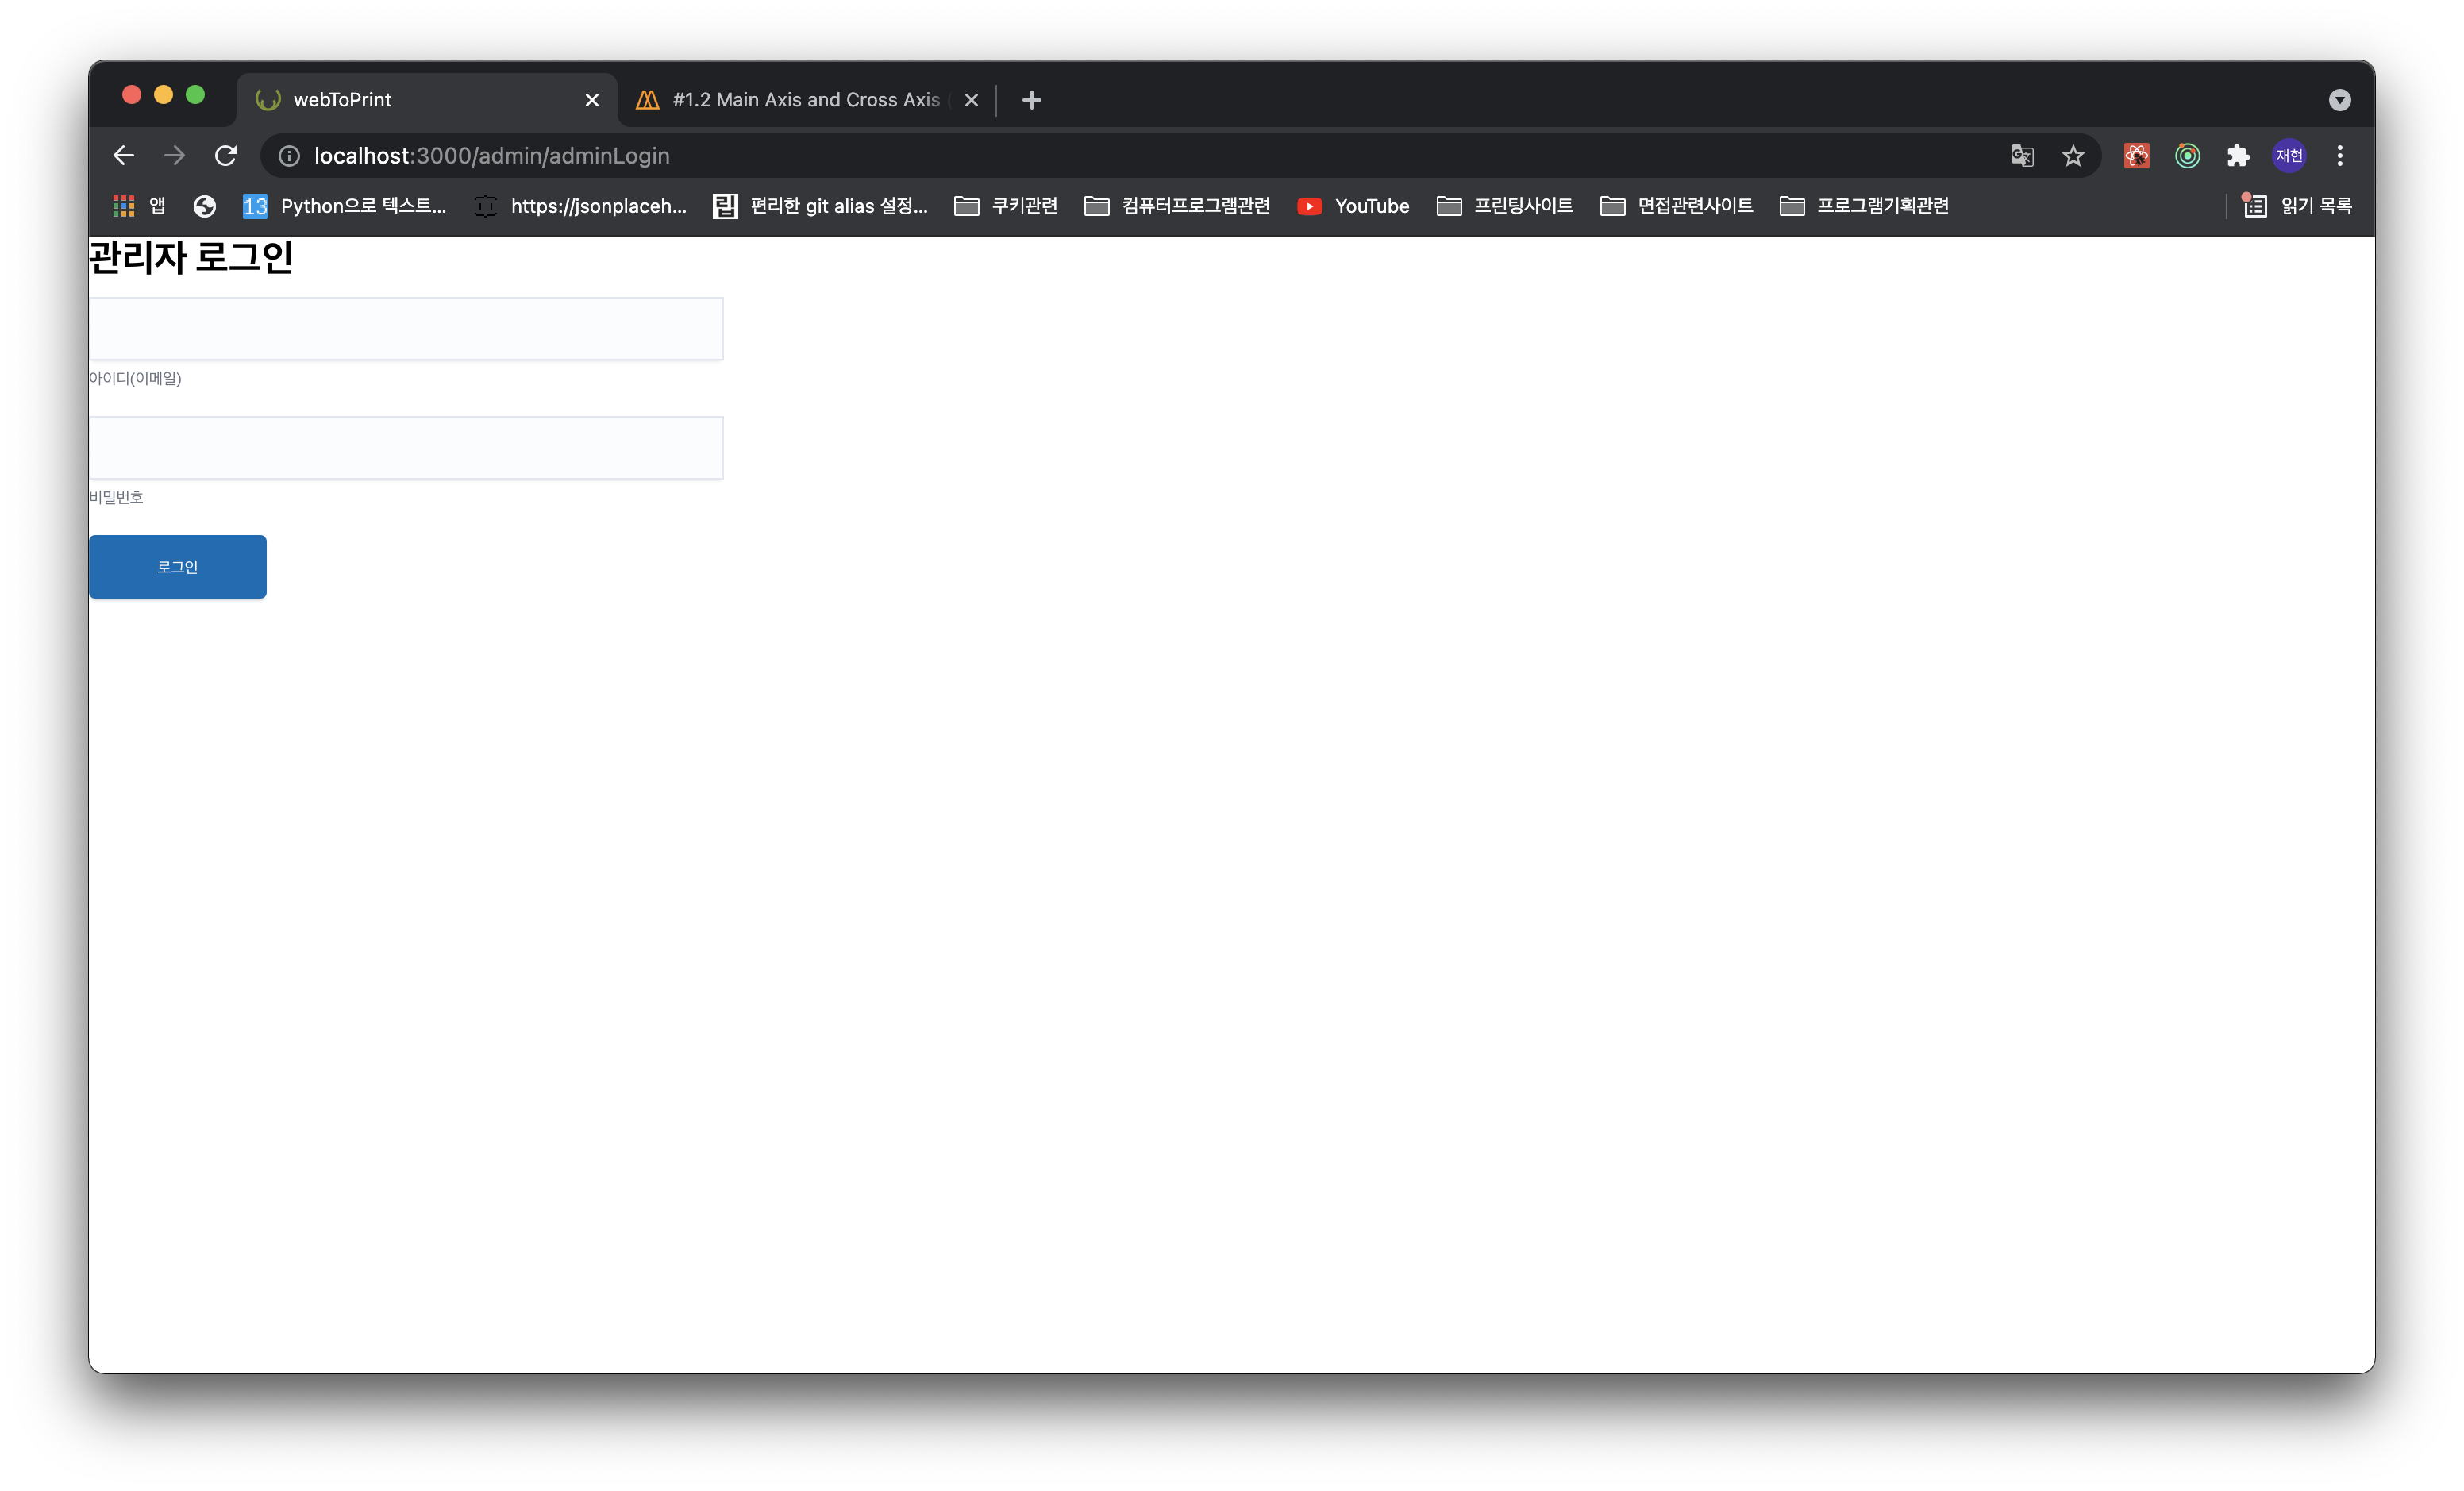 webToPrint
#1.2 Main Axis and Cross Axis
localhost:3000/admin/adminLogin
재현
앱
13
Python으로 텍스트...
https://jsonplaceh...
립
편리한 git alias 설정...
쿠키관련
컴퓨터프로그램관련
YouTube
프린팅사이트
면접관련사이트
프로그램기획관련
읽기 목록
관리자 로그인
아이디(이메일)
비밀번호
로그인